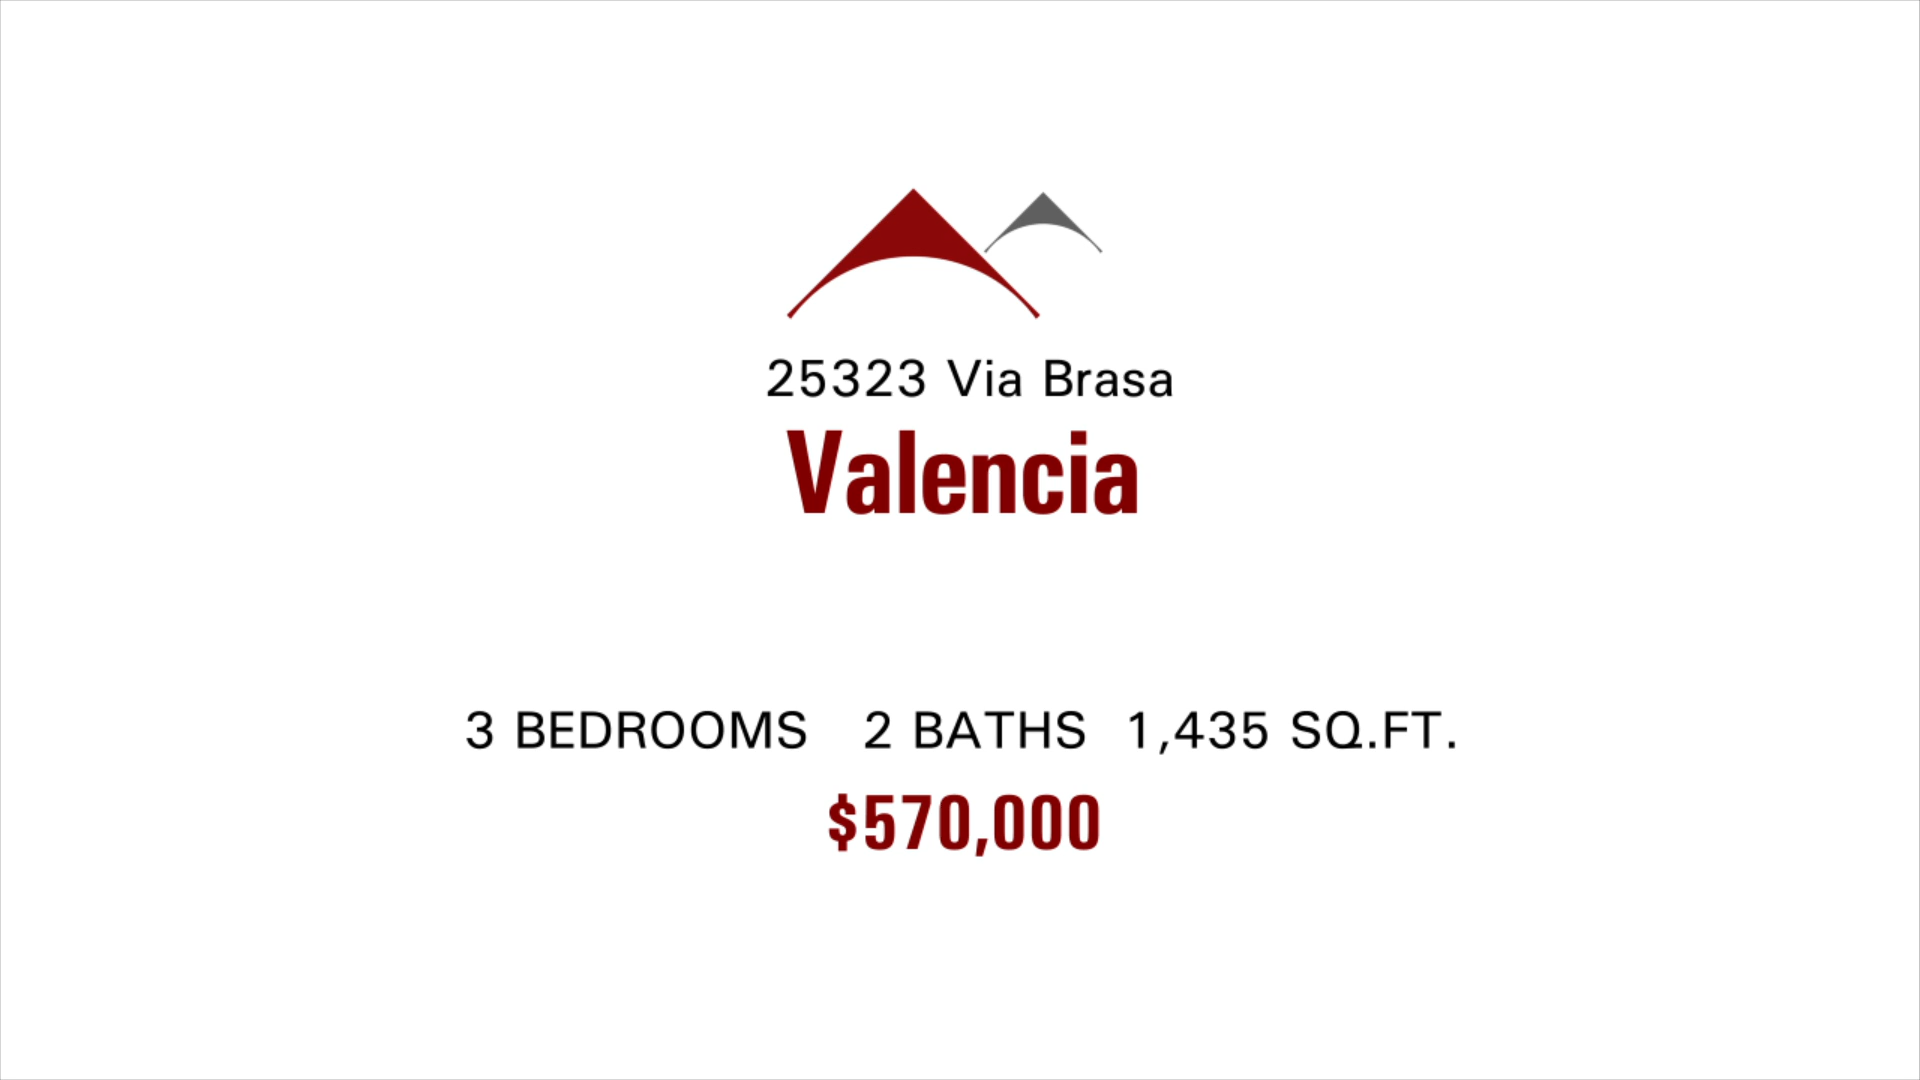 25323 Via Brasa
Valencia
3 BEDROOMS 2 BATHS 1,435 SQ.FT.
$570,000